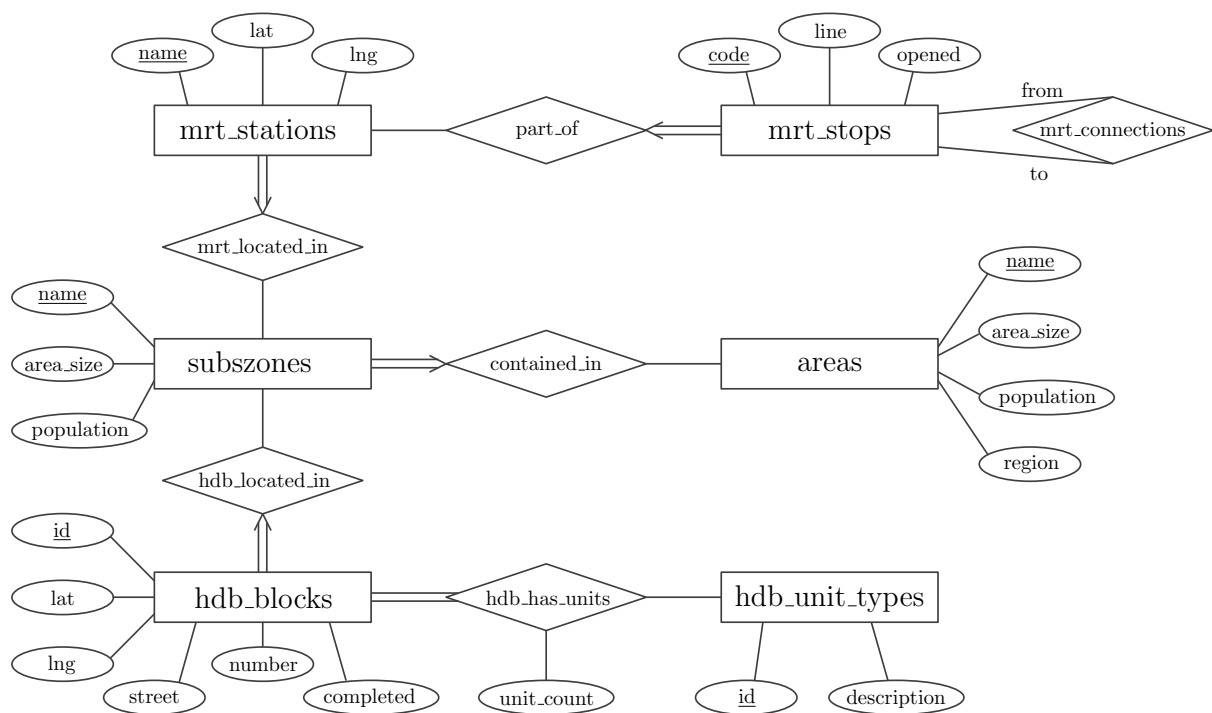 lat
name
lng
mrt_stations
part_of
line
code
opened
mrt_stops
from
mrt_connections
to
mrt_located_in
name
area_size
population
subszones
contained_in
areas
name
area_size
population
region
hdb_located_in
id
lat
lng
hdb_blocks
street
number
completed
hdb_has_units
unit_count
hdb_unit_types
id
description